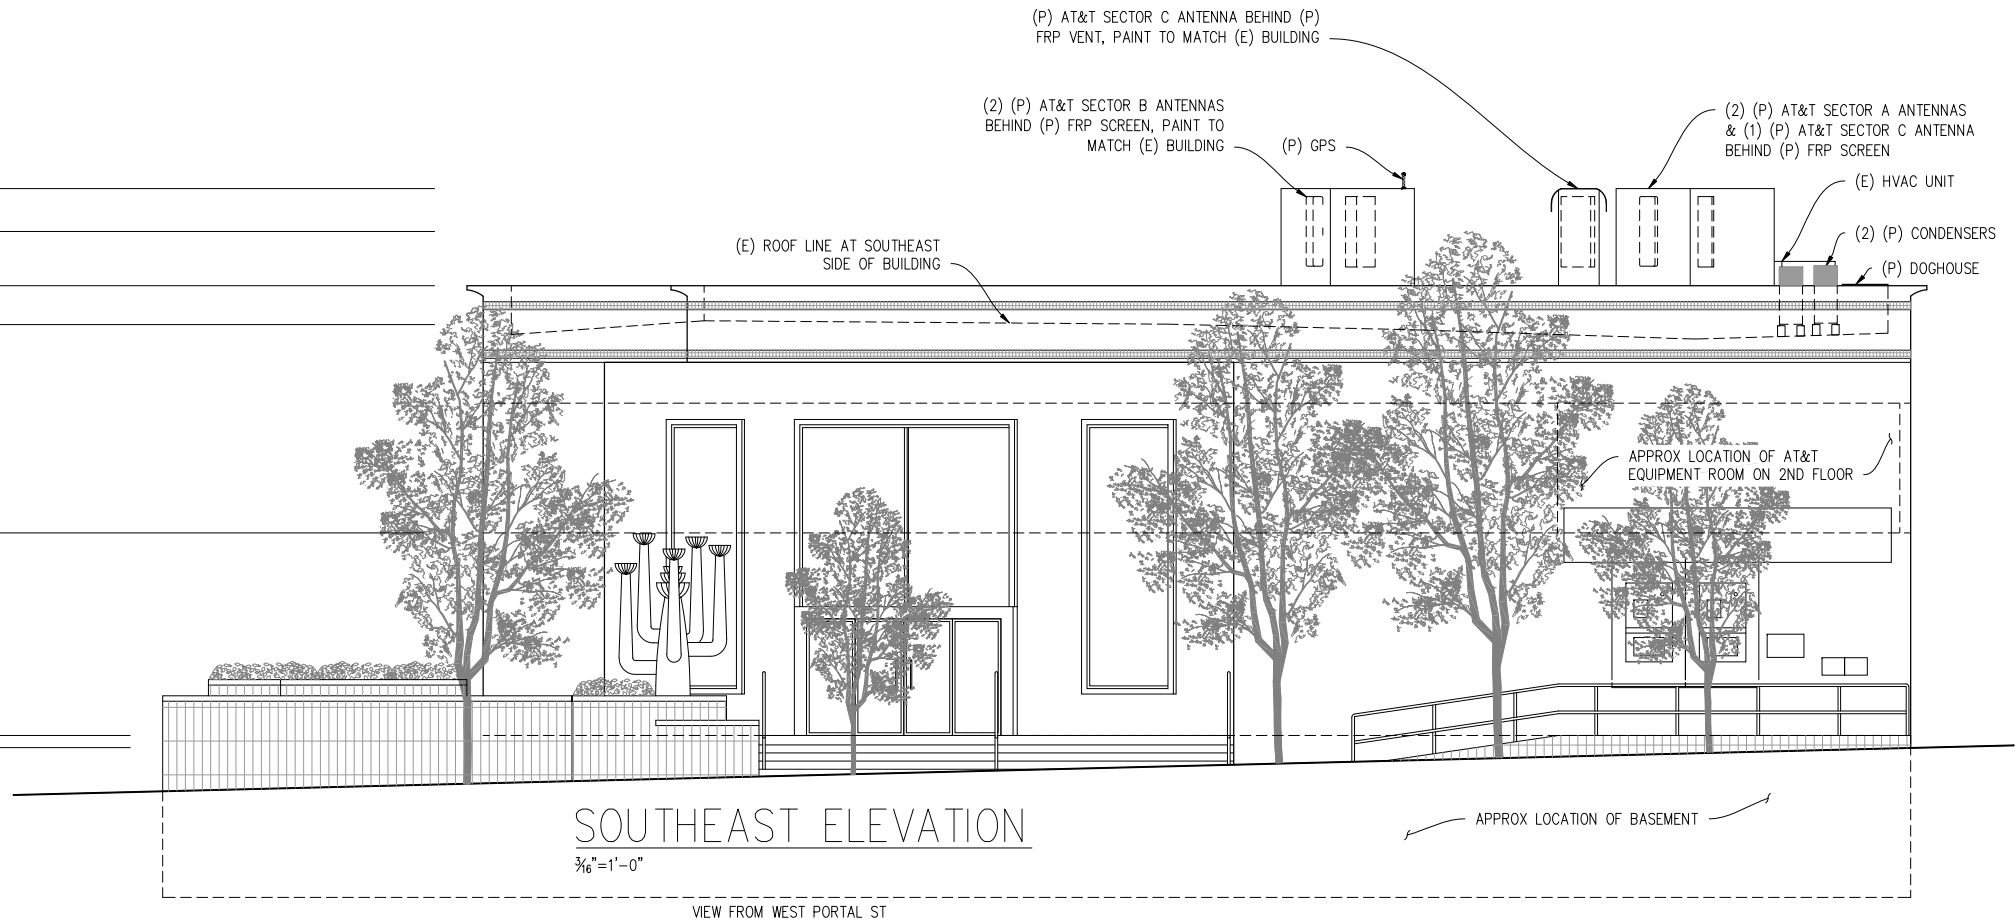 (P) AT&T SECTOR C ANTENNA BEHIND (P)
FRP VENT, PAINT TO MATCH (E) BUILDING
(2) (P) AT&T SECTOR B ANTENNAS
BEHIND (P) FRP SCREEN, PAINT TO
MATCH (E) BUILDING
(P) GPS
(2) (P) AT&T SECTOR A ANTENNAS
& (1) (P) AT&T SECTOR C ANTENNA
BEHIND (P) FRP SCREEN
(E) HVAC UNIT
(2) (P) CONDENSERS
(P) DOGHOUSE
(E) ROOF LINE AT SOUTHEAST
SIDE OF BUILDING
APPROX LOCATION OF AT&T
EQUIPMENT ROOM ON 2ND FLOOR
SOUTHEAST ELEVATION
3/16"=1'-0"
APPROX LOCATION OF BASEMENT
VIEW FROM WEST PORTAL ST